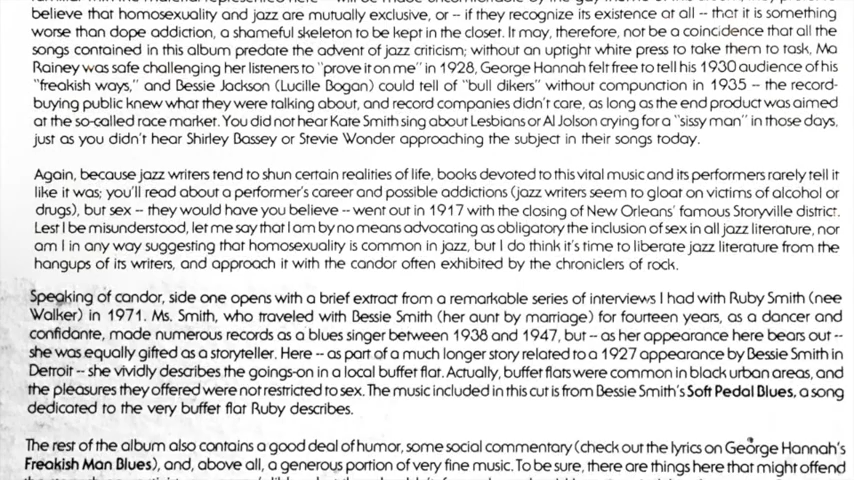 believe that homosexuality and jazz are mutually exclusive, or -- if they recognize its existence at all -- that it is something
worse than dope addiction, a shameful skeleton to be kept in the closet. It may, therefore, not be a coincidence that all the
songs contained in this album predate the advent of jazz criticism; without an uptight white press to take them to task, Ma
Rainey was safe challenging her listeners to "prove it on me" in 1928, George Hannah felt free to tell his 1930 audience of his
"freakish ways," and Bessie Jackson (Lucille Bogan) could tell of "bull dikers" without compunction in 1935 -- the record-
buying public knew what they were talking about, and record companies didn't care, as long as the end product was aimed
at the so-called race market. You did not hear Kate Smith sing about Lesbians or Al Jolson crying for a "sissy man" in those days,
just as you didn't hear Shirley Bassey or Stevie Wonder approaching the subject in their songs today.
Again, because jazz writers tend to shun certain realities of life, books devoted to this vital music and its performers rarely tell it
like it was; you'll read about a performer's career and possible addictions (jazz writers seem to gloat on victims of alcohol or
drugs), but sex -- they would have you believe -- went out in 1917 with the closing of New Orleans' famous Storyville district.
Lest I be misunderstood, let me say that I am by no means advocating as obligatory the inclusion of sex in all jazz literature, nor
am I in any way suggesting that homosexuality is common in jazz, but I do think it's time to liberate jazz literature from the
hangups of its writers, and approach it with the candor often exhibited by the chroniclers of rock.
Speaking of candor, side one opens with a brief extract from a remarkable series of interviews I had with Ruby Smith (nee
Walker) in 1971. Ms. Smith, who traveled with Bessie Smith (her aunt by marriage) for fourteen years, as a dancer and
confidante, made numerous records as a blues singer between 1938 and 1947, but -- as her appearance here bears out --
she was equally gifted as a storyteller. Here -- as part of a much longer story related to a 1927 appearance by Bessie Smith in
Detroit -- she vividly describes the goings-on in a local buffet flat. Actually, buffet flats were common in black urban areas, and
the pleasures they offered were not restricted to sex. The music included in this cut is from Bessie Smith's Soft Pedal Blues, a song
dedicated to the very buffet flat Ruby describes.
The rest of the album also contains a good deal of humor, some social commentary (check out the lyrics on George Hannah's
Freakish Man Blues), and, above all, a generous portion of very fine music. To be sure, there are things here that might offend